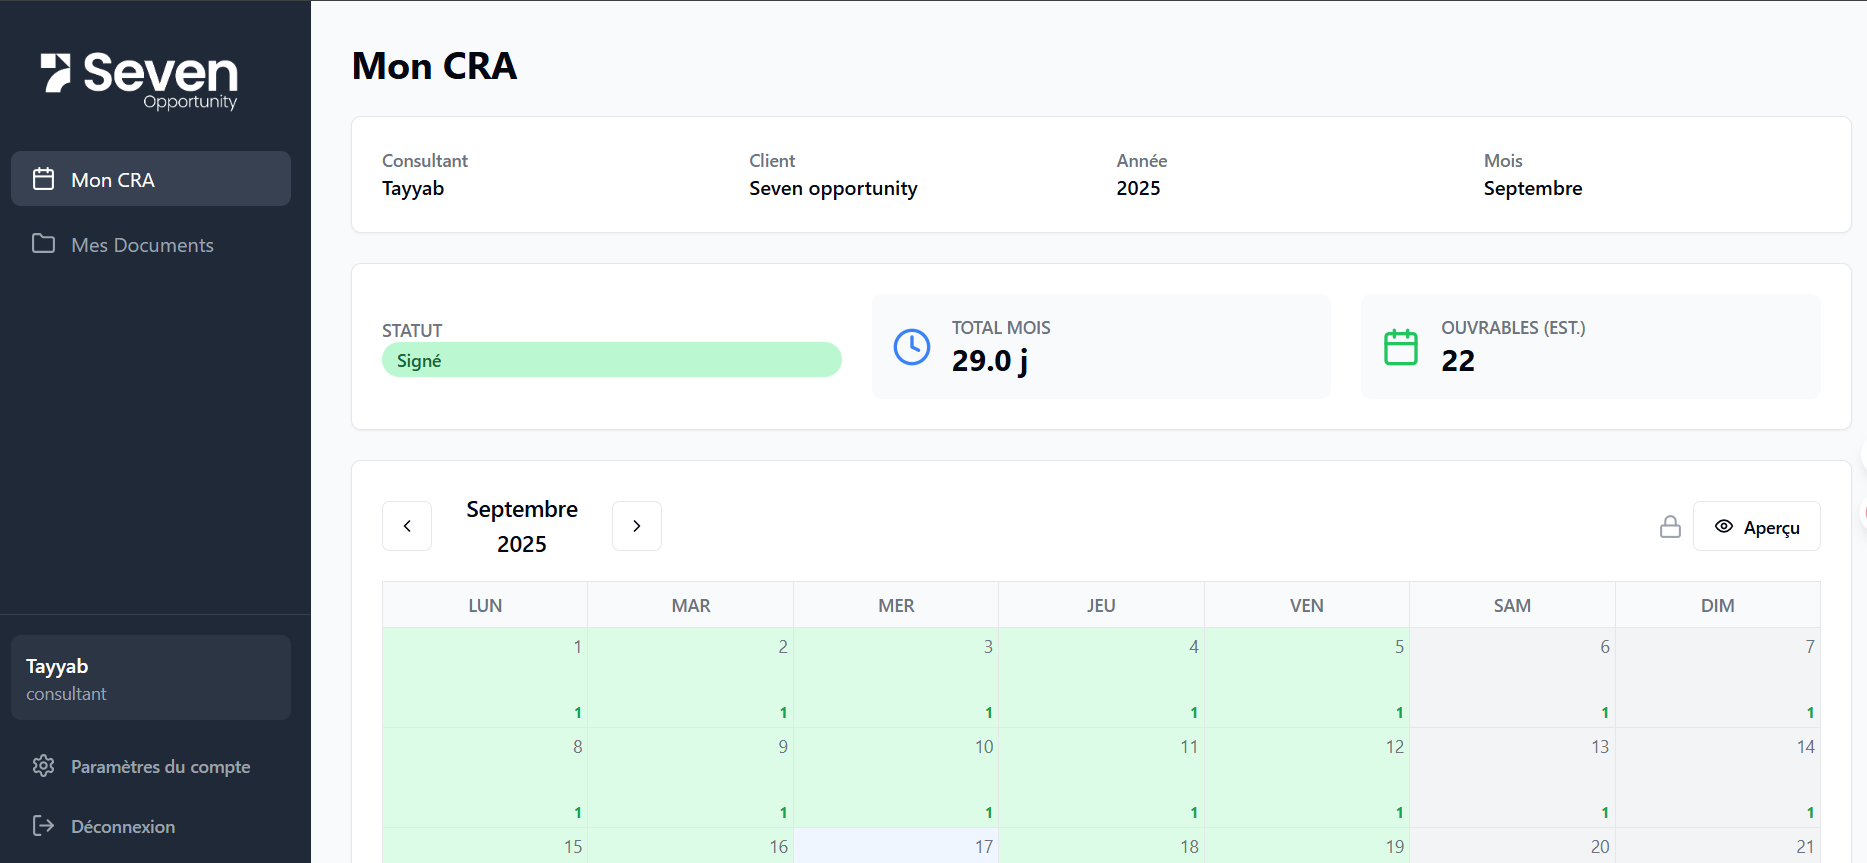 Seven
Opportunity
Mon CRA
Mes Documents
Tayyab
consultant
Paramètres du compte
Déconnexion
Mon CRA
Consultant
Client
Année
Mois
Tayyab
Seven opportunity
2025
Septembre
STATUT
Signé
TOTAL MOIS
29.0 j
OUVRABLES (EST.)
22
Septembre
2025
Aperçu
LUN MAR MER JEU VEN SAM DIM
1 2 3 4 5 6 7
1 1 1 1 1 1 1
8 9 10 11 12 13 14
1 1 1 1 1 1 1
15 16 17 18 19 20 21